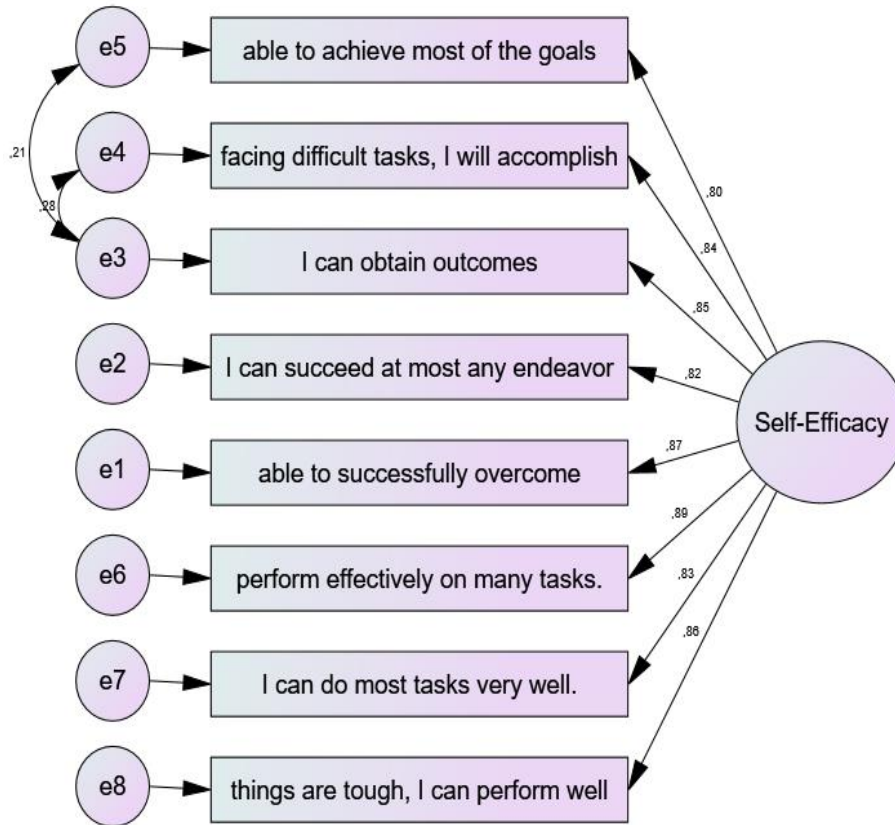 e5
able to achieve most of the goals
,80
,21
e4
facing difficult tasks, I will accomplish
,84
,28
e3
I can obtain outcomes
,85
e2
I can succeed at most any endeavor
,82
Self-Efficacy
e1
able to successfully overcome
,87
e6
perform effectively on many tasks.
,89
e7
I can do most tasks very well.
,83
e8
things are tough, I can perform well
,86